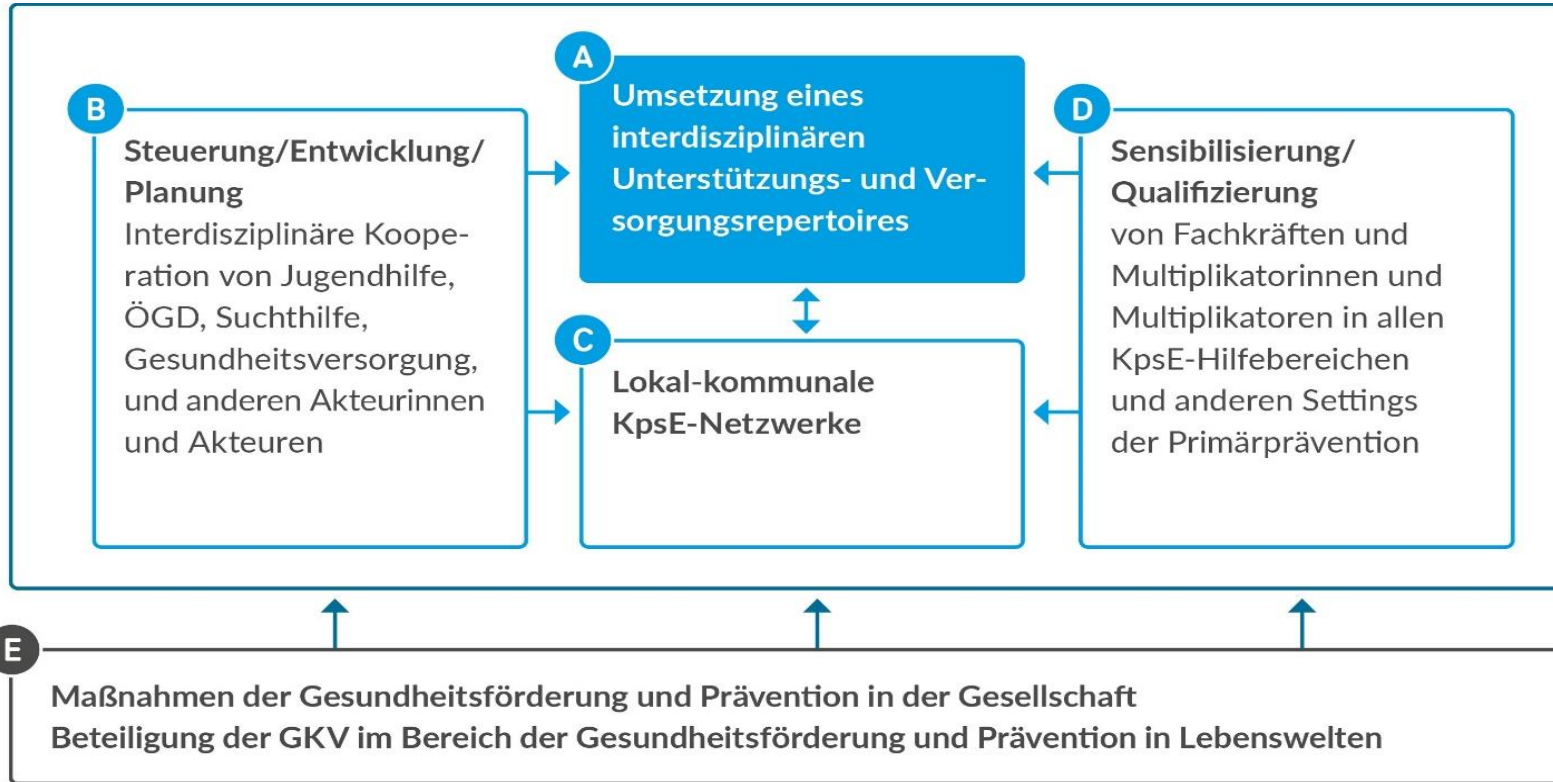 A
Umsetzung eines
interdisziplinären
Unterstützungs- und Ver-
sorgungsrepertoires
B
Steuerung/Entwicklung/
Planung
Interdisziplinäre Koope-
ration von Jugendhilfe,
ÖGD, Suchthilfe,
Gesundheitsversorgung,
und anderen Akteurinnen
und Akteuren
C
Lokal-kommunale
KpsE-Netzwerke
D
Sensibilisierung/
Qualifizierung
von Fachkräften und
Multiplikatorinnen und
Multiplikatoren in allen
KpsE-Hilfebereichen
und anderen Settings
der Primärprävention
E
Maßnahmen der Gesundheitsförderung und Prävention in der Gesellschaft
Beteiligung der GKV im Bereich der Gesundheitsförderung und Prävention in Lebenswelten